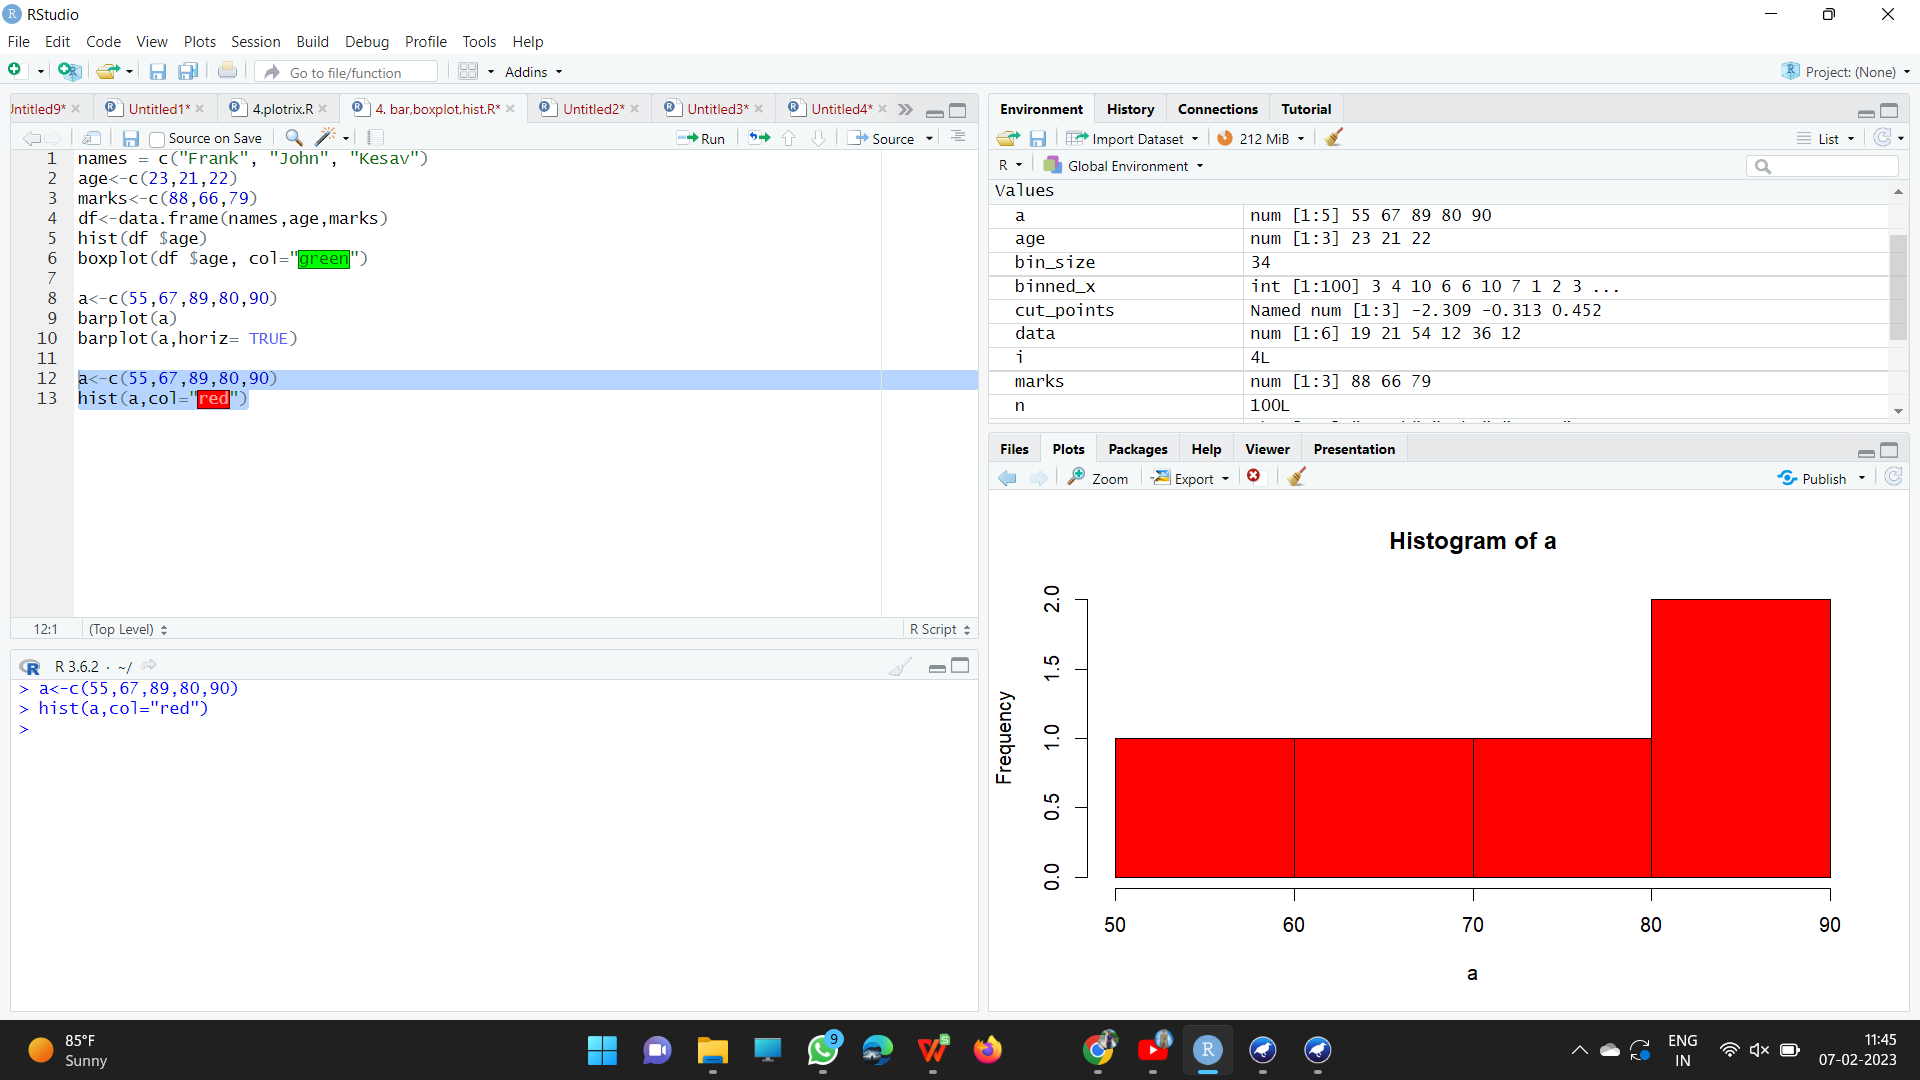 RStudio
File Edit Code View Plots Session Build Debug Profile Tools Help
Go to file/function Addins Project: (None)
Jntitled9* Untitled1* 4.plotrix.R 4. bar,boxplot,hist.R* Untitled2* Untitled3* Untitled4*
Source on Save Run Source
1 names = c("Frank", "John", "Kesav")
2 age<-c(23,21,22)
3 marks<-c(88,66,79)
4 df<-data.frame(names,age,marks)
5 hist(df $age)
6 boxplot(df $age, col="green")
7
8 a<-c(55,67,89,80,90)
9 barplot(a)
10 barplot(a,horiz= TRUE)
11
12 a<-c(55,67,89,80,90)
13 hist(a,col="red")
12:1 (Top Level) R Script
R 3.6.2 · ~/
> a<-c(55,67,89,80,90)
> hist(a,col="red")
>
Environment History Connections Tutorial
Import Dataset 212 MiB List
R Global Environment
Values
a num [1:5] 55 67 89 80 90
age num [1:3] 23 21 22
bin_size 34
binned_x int [1:100] 3 4 10 6 6 10 7 1 2 3 ...
cut_points Named num [1:3] -2.309 -0.313 0.452
data num [1:6] 19 21 54 12 36 12
i 4L
marks num [1:3] 88 66 79
n 100L
Files Plots Packages Help Viewer Presentation
Zoom Export Publish
Histogram of a
Frequency
2.0
1.5
1.0
0.5
0.0
50 60 70 80 90
a
85°F
Sunny
9
ENG
IN
11:45
07-02-2023